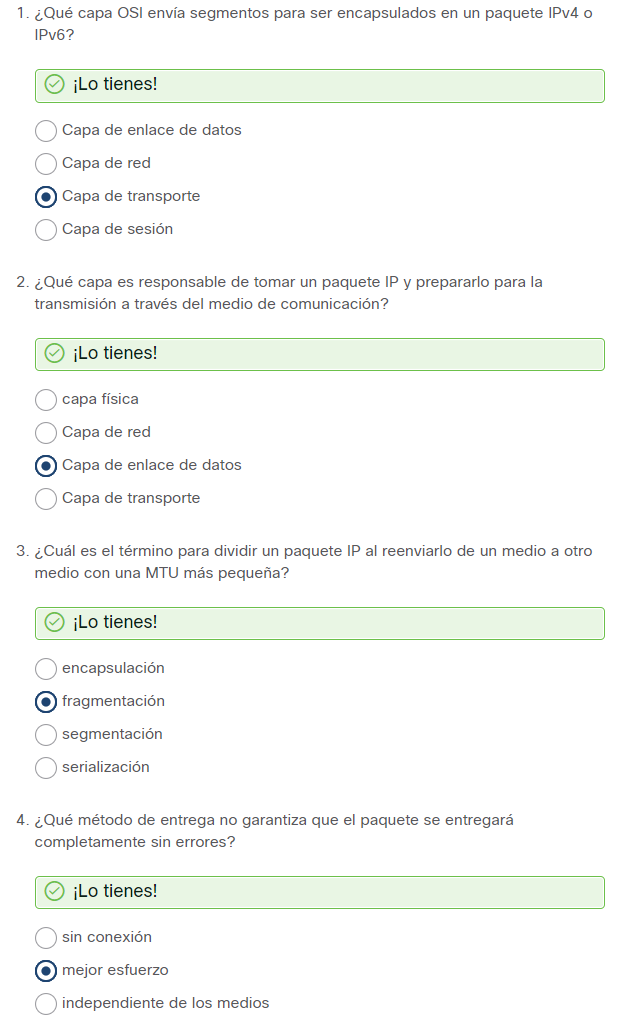 1. ¿Qué capa OSI envía segmentos para ser encapsulados en un paquete IPv4 o
IPv6?
¡Lo tienes!
Capa de enlace de datos
Capa de red
Capa de transporte
Capa de sesión
2. ¿Qué capa es responsable de tomar un paquete IP y prepararlo para la
transmisión a través del medio de comunicación?
¡Lo tienes!
capa física
Capa de red
Capa de enlace de datos
Capa de transporte
3. ¿Cuál es el término para dividir un paquete IP al reenviarlo de un medio a otro
medio con una MTU más pequeña?
¡Lo tienes!
encapsulación
fragmentación
segmentación
serialización
4. ¿Qué método de entrega no garantiza que el paquete se entregará
completamente sin errores?
¡Lo tienes!
sin conexión
mejor esfuerzo
independiente de los medios